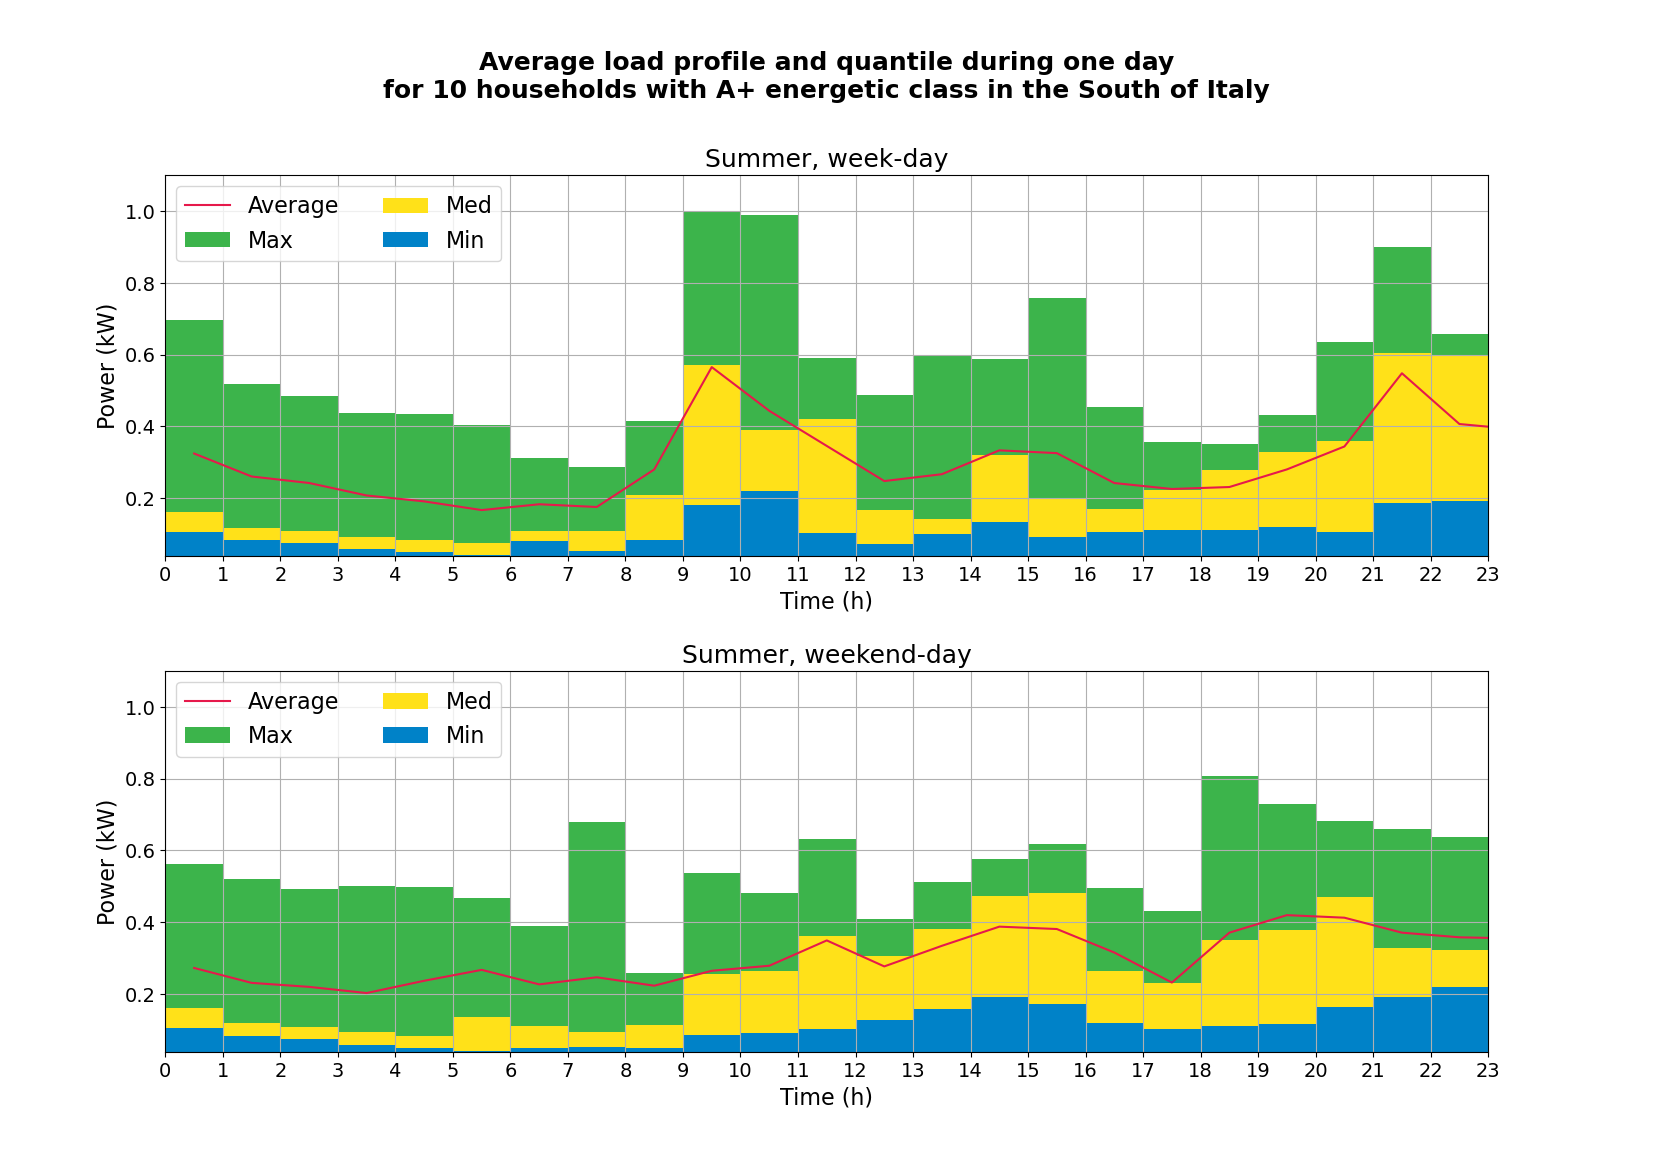 Average load profile and quantile during one day
for 10 households with A+ energetic class in the South of Italy
Summer, week-day
Average Med
Max Min
1.0
0.8
0.6
0.4
0.2
Power (kW)
0 1 2 3 4 5 6 7 8 9 10 11 12 13 14 15 16 17 18 19 20 21 22 23
Time (h)
Summer, weekend-day
Average Med
Max Min
1.0
0.8
0.6
0.4
0.2
Power (kW)
0 1 2 3 4 5 6 7 8 9 10 11 12 13 14 15 16 17 18 19 20 21 22 23
Time (h)